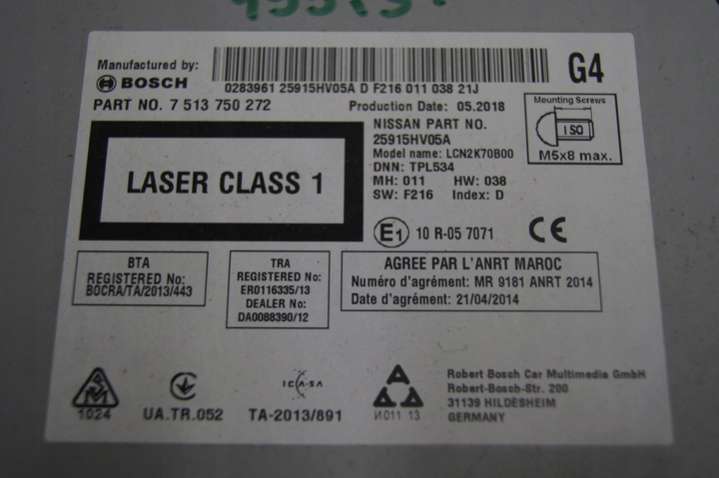 Manufactured by:
BOSCH
0283961 25915HV05A D F216 011 038 21J
G4
PART NO. 7 513 750 272
Production Date: 05.2018
NISSAN PART NO.
25915HV05A
Model name: LCN2K70B00
DNN: TPL534
MH: 011 HW: 038
SW: F216 Index: D
Mounting Screws
ISO
M5x8 max.
LASER CLASS 1
E1 10 R-05 7071 CE
BTA
REGISTERED No:
BOCRA/TA/2013/443
TRA
REGISTERED No:
ER0116335/13
DEALER No:
DA0088390/12
AGREE PAR L'ANRT MAROC
Numéro d'agrément: MR 9181 ANRT 2014
Date d'agrément: 21/04/2014
1024
UA.TR.052
ICASA
TA-2013/891
И011 13
Robert Bosch Car Multimedia GmbH
Robert-Bosch-Str. 200
31139 HILDESHEIM
GERMANY